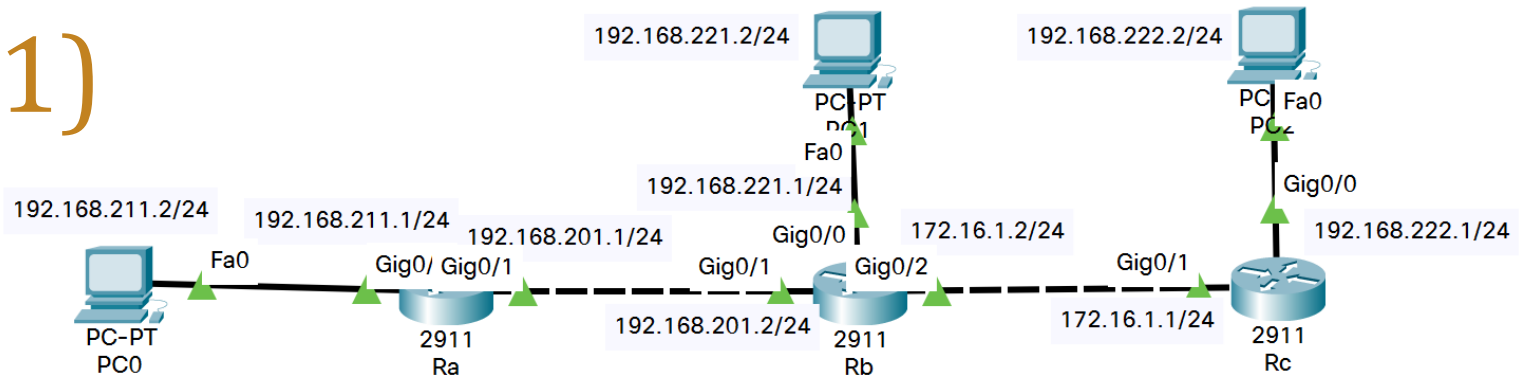 1)
192.168.221.2/24
192.168.222.2/24
PC-PT
PC1
Fa0
Fa0
PC2
192.168.221.1/24
Gig0/0
Gig0/0
192.168.211.2/24
192.168.211.1/24
192.168.201.1/24
172.16.1.2/24
192.168.222.1/24
Fa0
Gig0/
Gig0/1
Gig0/1
Gig0/2
Gig0/1
192.168.201.2/24
172.16.1.1/24
PC-PT
PC0
2911
Ra
2911
Rb
2911
Rc